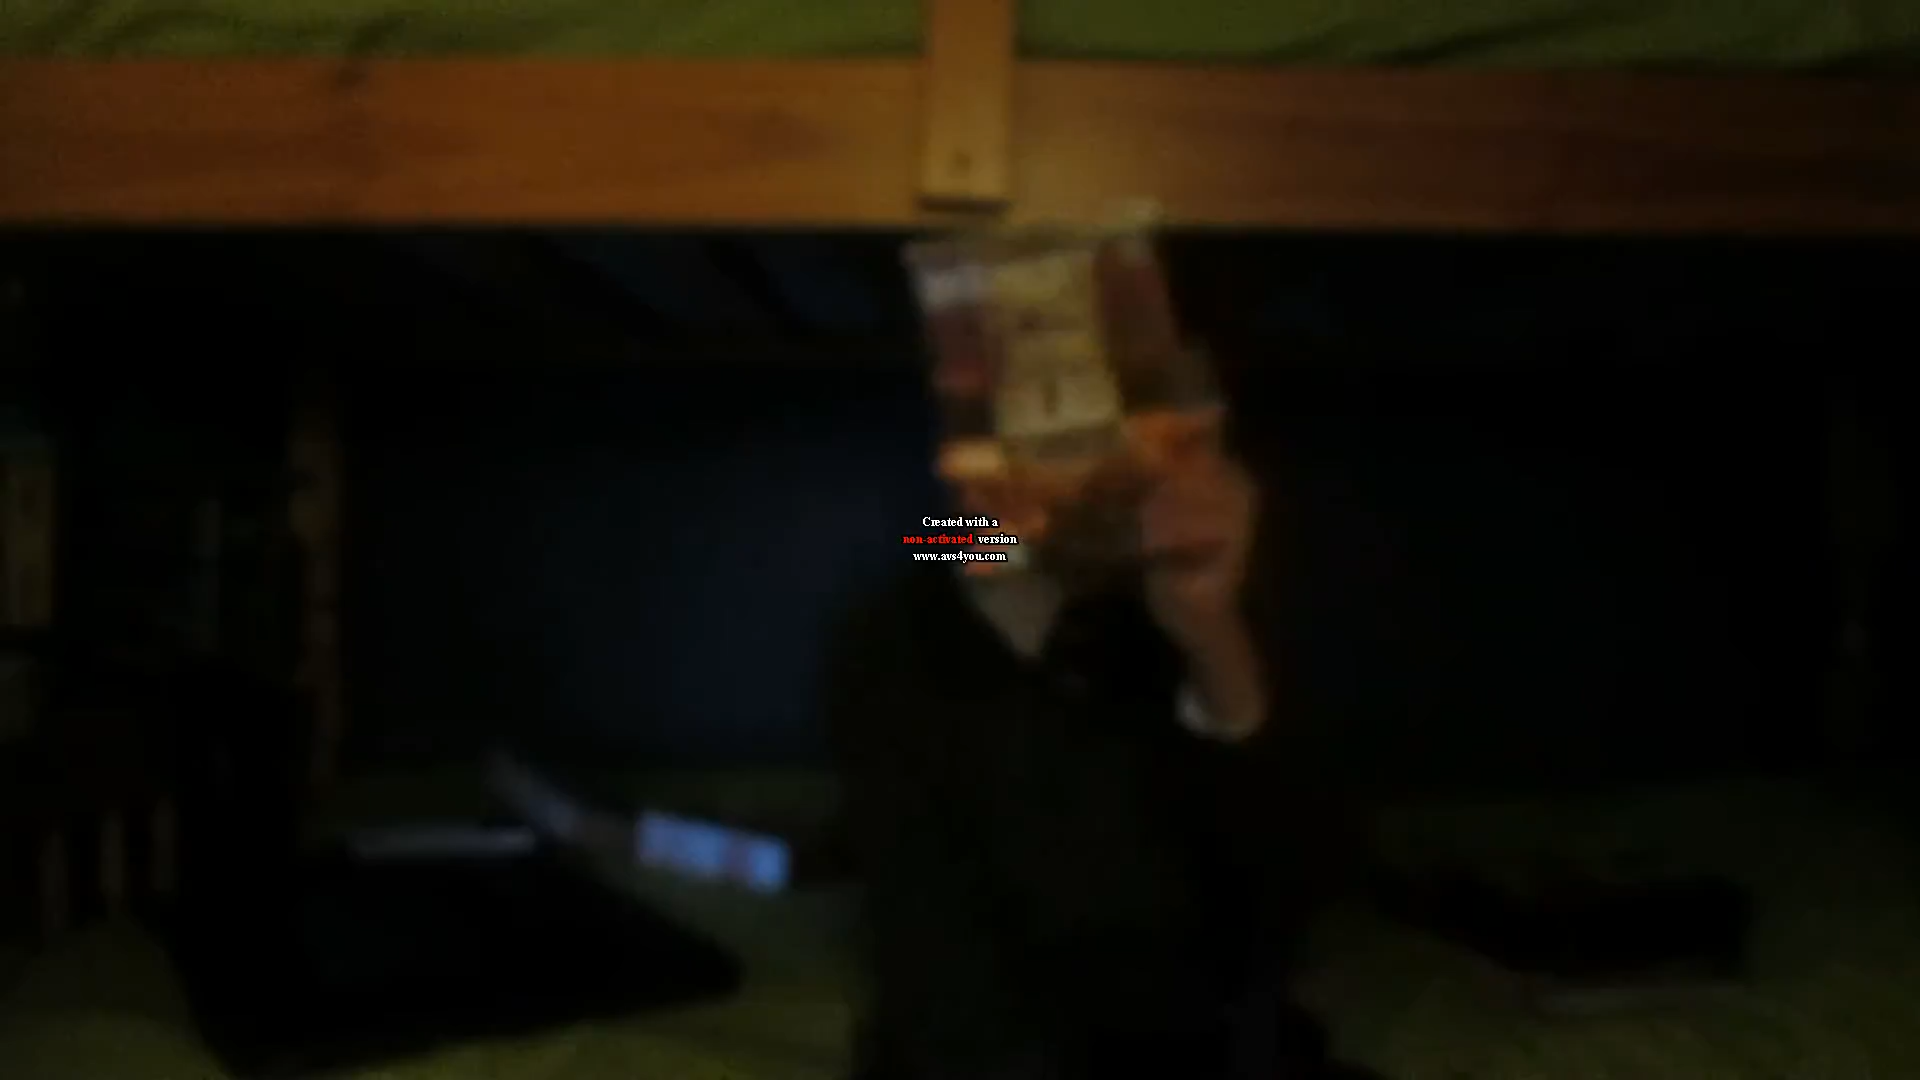 Created with a
non-activated version
www.avs4you.com